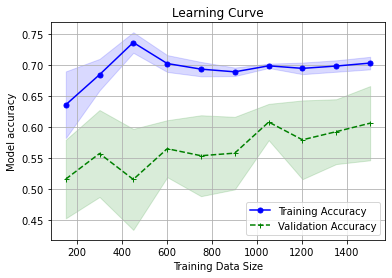 Learning Curve
0.75
0.70
0.65
0.60
0.55
0.50
0.45
Model accuracy
Training Accuracy
Validation Accuracy
200 400 600 800 1000 1200 1400
Training Data Size